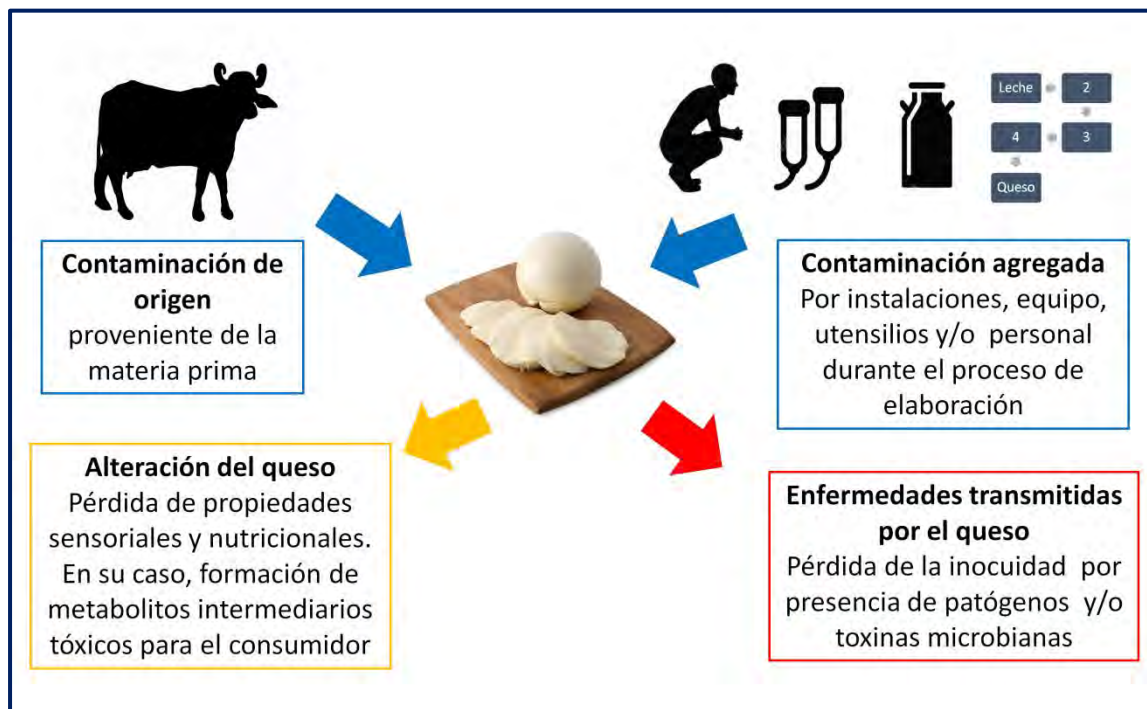 Leche
2
4
3
Queso
Contaminación de
origen
proveniente de la
materia prima
Contaminación agregada
Por instalaciones, equipo,
utensilios y/o personal
durante el proceso de
elaboración
Alteración del queso
Pérdida de propiedades
sensoriales y nutricionales.
En su caso, formación de
metabolitos intermediarios
tóxicos para el consumidor
Enfermedades transmitidas
por el queso
Pérdida de la inocuidad por
presencia de patógenos y/o
toxinas microbianas